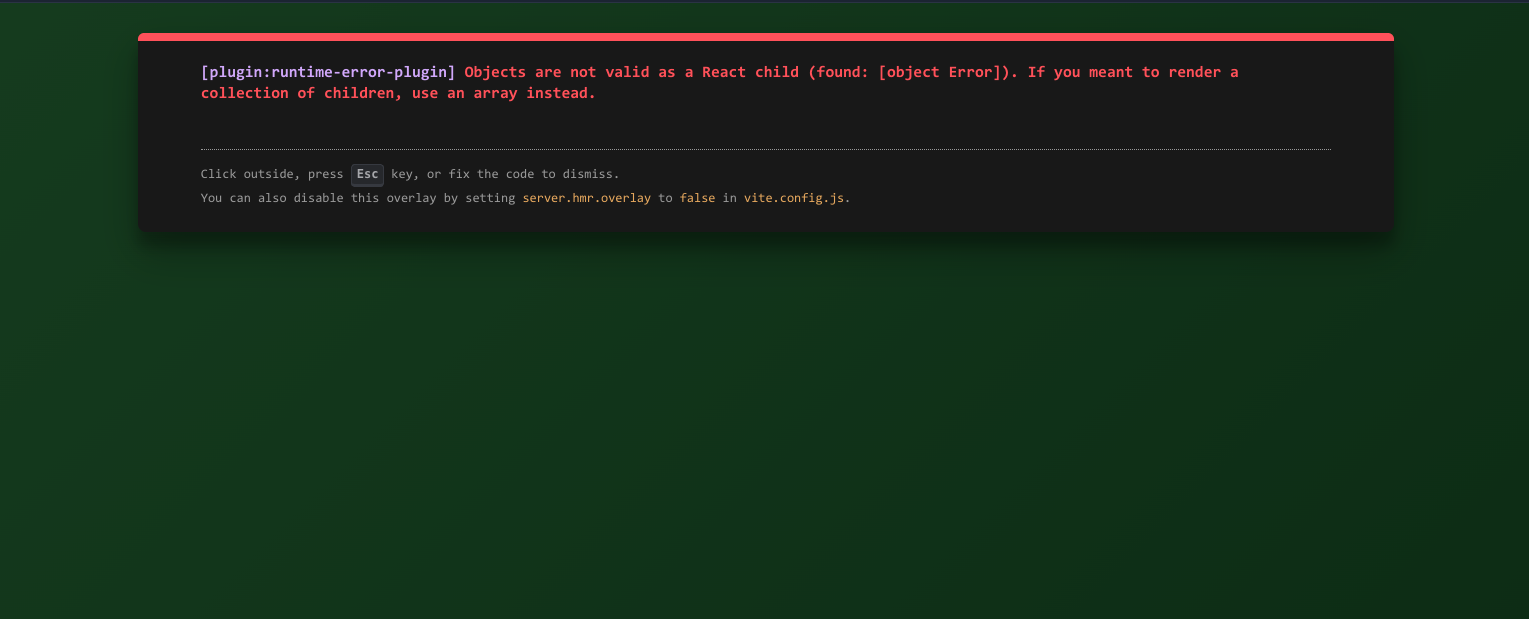 [plugin:runtime-error-plugin] Objects are not valid as a React child (found: [object Error]). If you meant to render a
collection of children, use an array instead.
Click outside, press Esc key, or fix the code to dismiss.
You can also disable this overlay by setting server.hmr.overlay to false in vite.config.js.